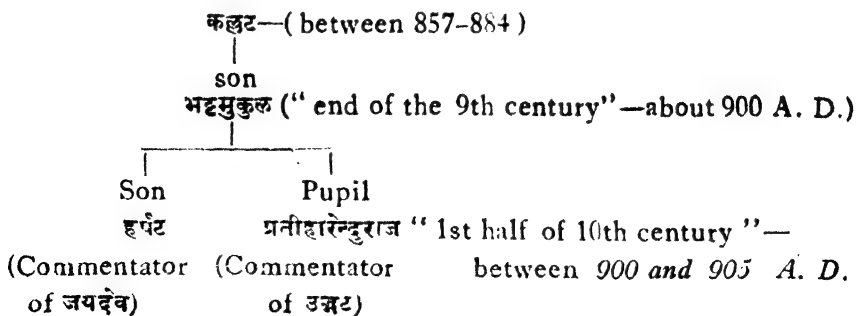 कल्लट—( between 857-884 )
son
भट्टमुकुल (“ end of the 9th century”—about 900 A. D.)
Son Pupil
हर्षट प्रतीहारेन्दुराज “ 1st half of 10th century ”—
(Commentator (Commentator between 900 and 905 A. D.
of जयदेव) of उद्भट)